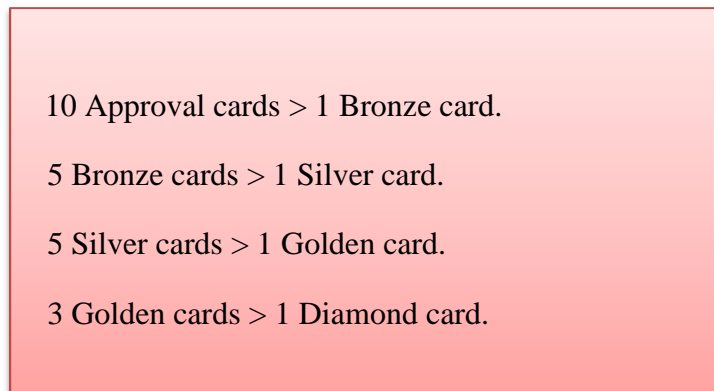 10 Approval cards > 1 Bronze card.
5 Bronze cards > 1 Silver card.
5 Silver cards > 1 Golden card.
3 Golden cards > 1 Diamond card.